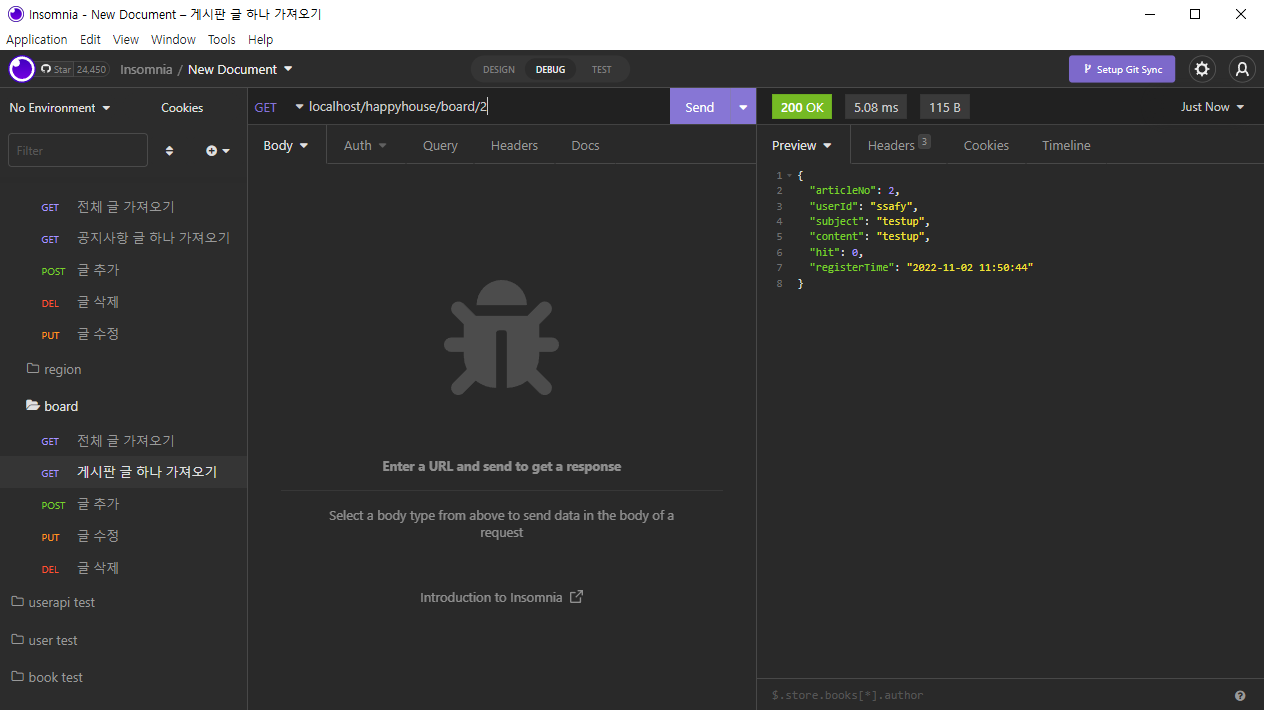 Insomnia - New Document – 게시판 글 하나 가져오기
Application Edit View Window Tools Help
Star 24,450
Insomnia / New Document
DESIGN DEBUG TEST
Setup Git Sync
No Environment
Cookies
Filter
GET 전체 글 가져오기
GET 공지사항 글 하나 가져오기
POST 글 추가
DEL 글 삭제
PUT 글 수정
region
board
GET 전체 글 가져오기
GET 게시판 글 하나 가져오기
POST 글 추가
PUT 글 수정
DEL 글 삭제
userapi test
user test
book test
GET localhost/happyhouse/board/2 Send
Body Auth Query Headers Docs
Enter a URL and send to get a response
Select a body type from above to send data in the body of a
request
Introduction to Insomnia
200 OK 5.08 ms 115 B Just Now
Preview Headers 3 Cookies Timeline
1 {
2 "articleNo": 2,
3 "userId": "ssafy",
4 "subject": "testup",
5 "content": "testup",
6 "hit": 0,
7 "registerTime": "2022-11-02 11:50:44"
8 }
$.store.books[*].author